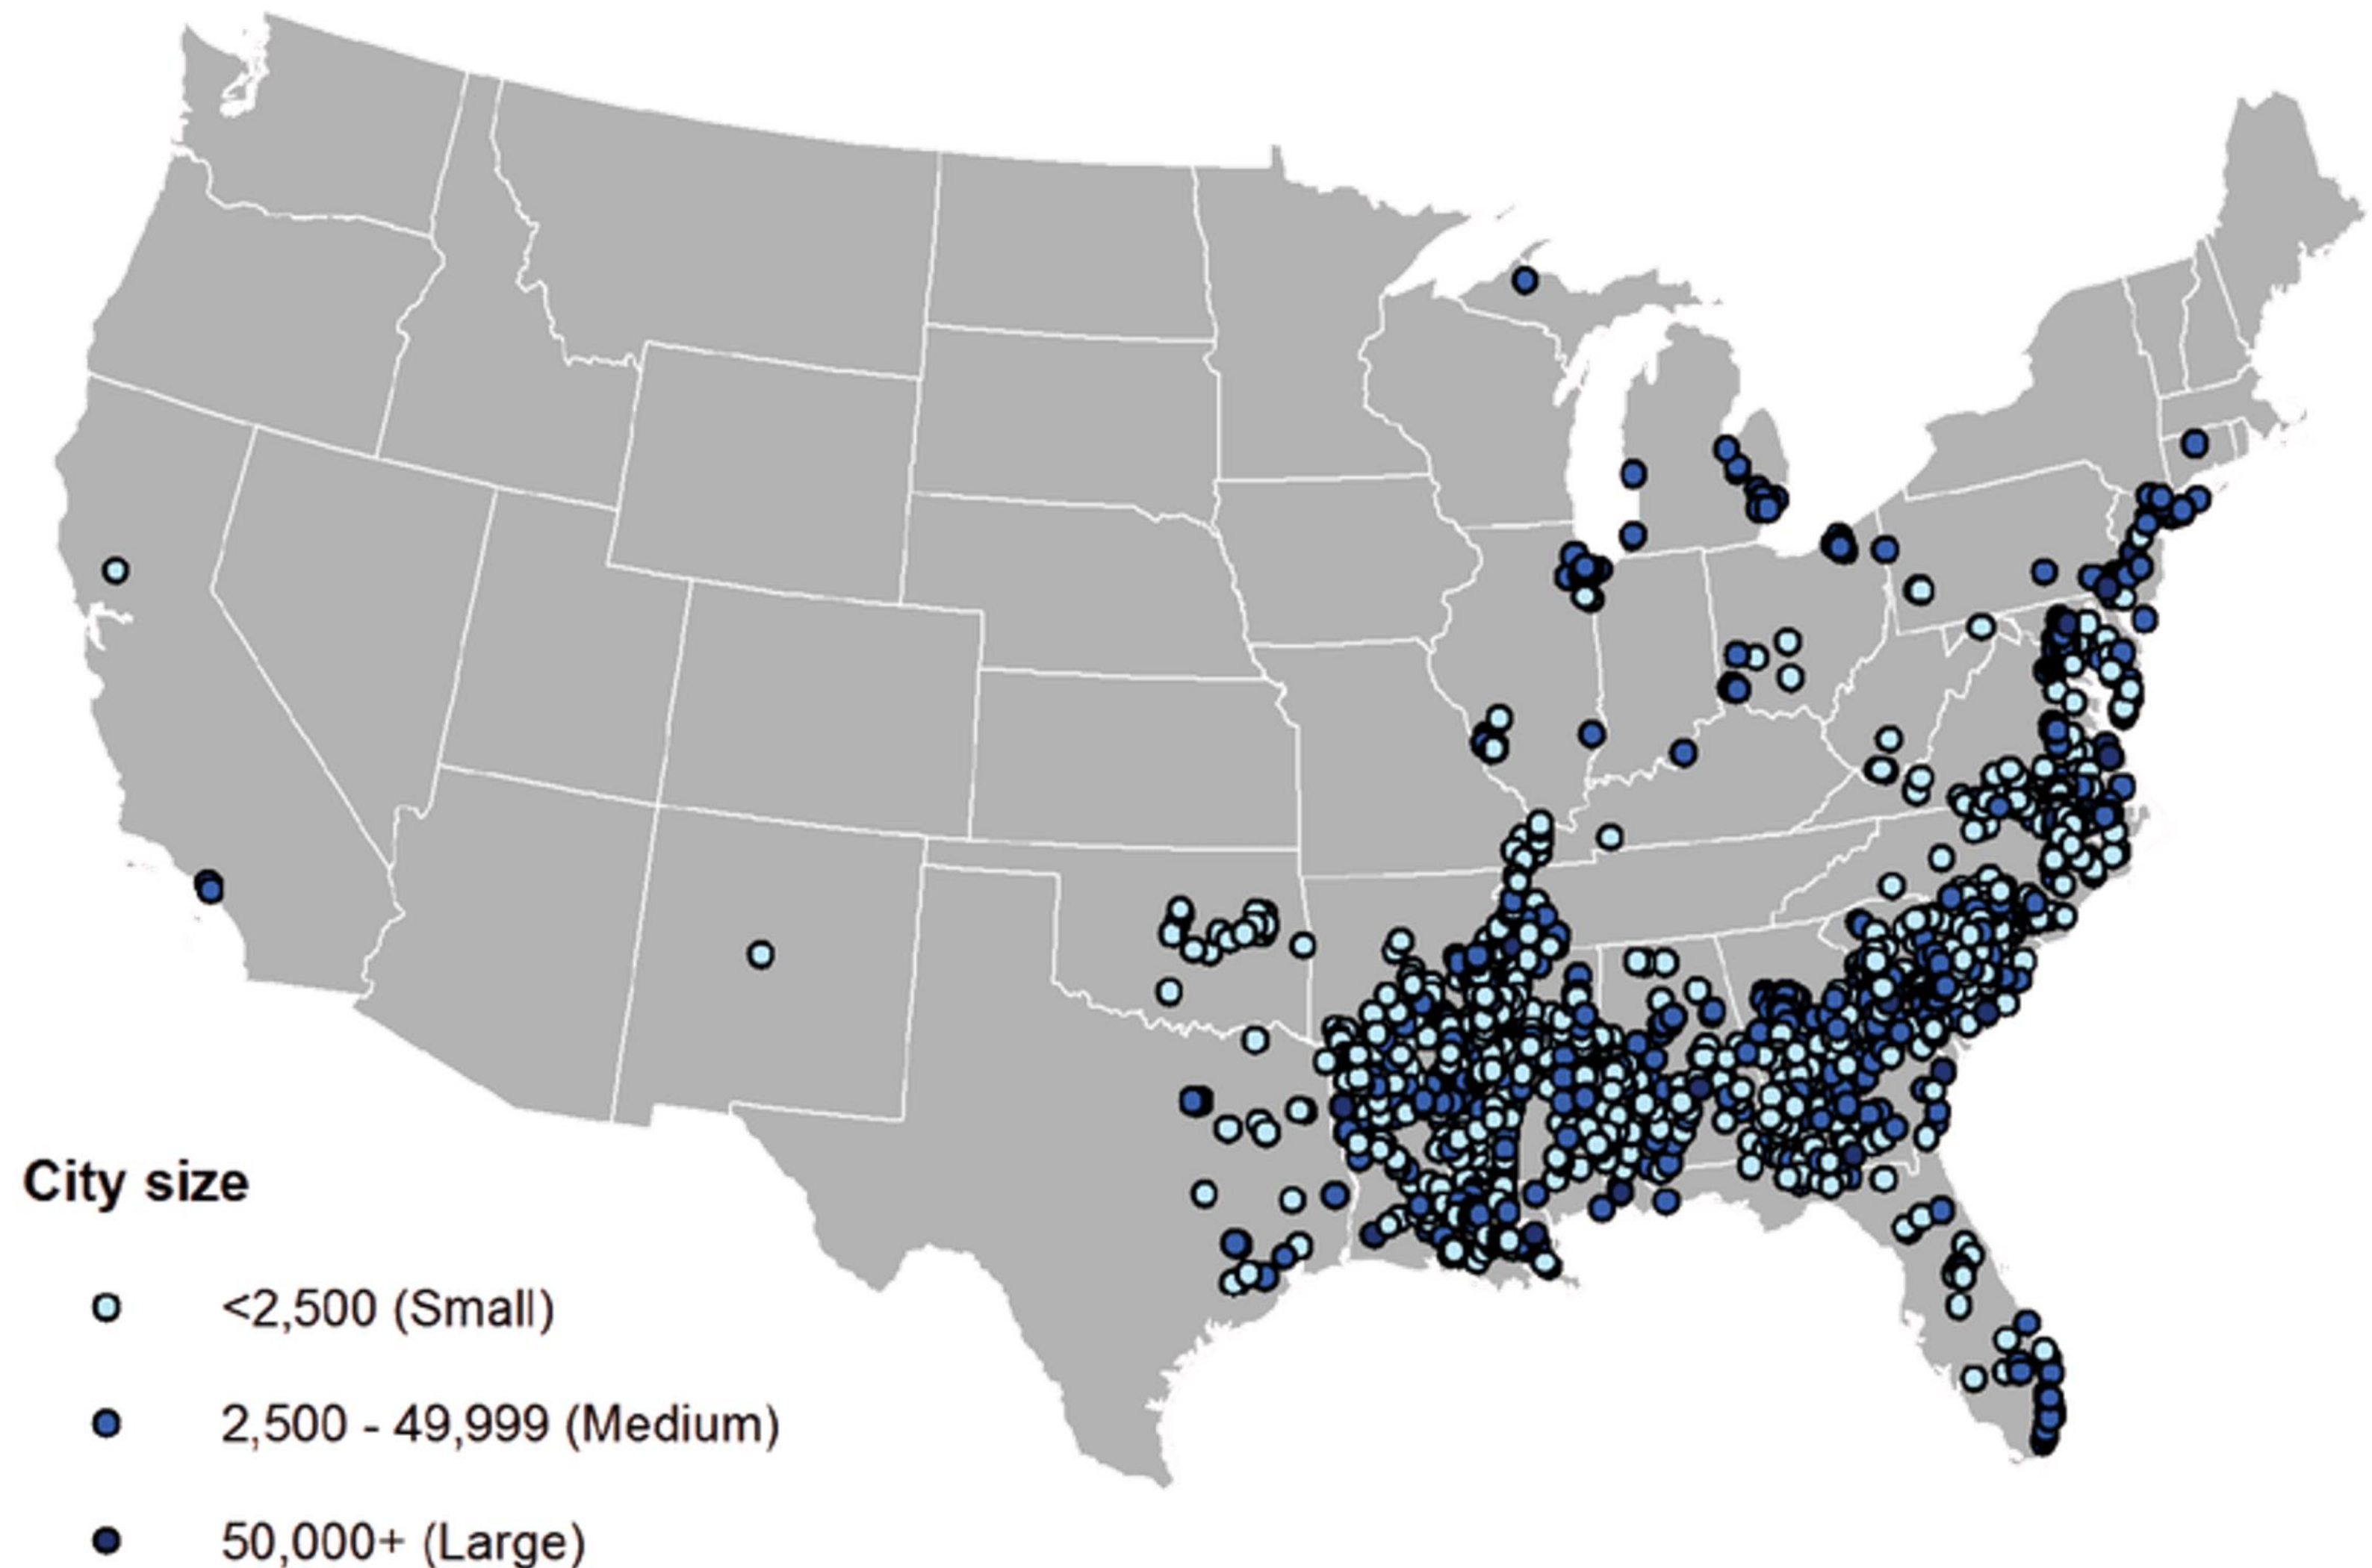 City size
<2,500 (Small)
2,500 - 49,999 (Medium)
50,000+ (Large)